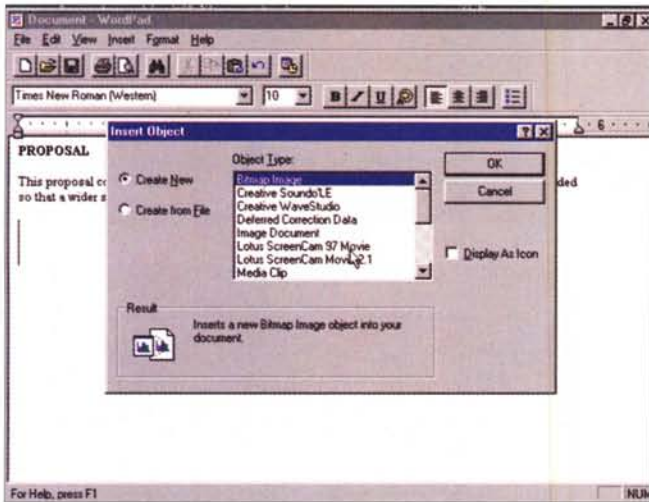 Document - WordPad
File Edit View Insert Format Help
Times New Roman (Western) 10 B / U
6
Insert Object
PROPOSAL
This proposal co ded
so that a wider s
Create New
Create from File
Object Type:
Bitmap Image
Creative Sound'LE
Creative WaveStudio
Deferred Correction Data
Image Document
Lotus ScreenCam 97 Movie
Lotus ScreenCam Movie 2.1
Media Clip
OK
Cancel
Display As Icon
Result
Inserts a new Bitmap Image object into your
document.
For Help, press F1 NUM